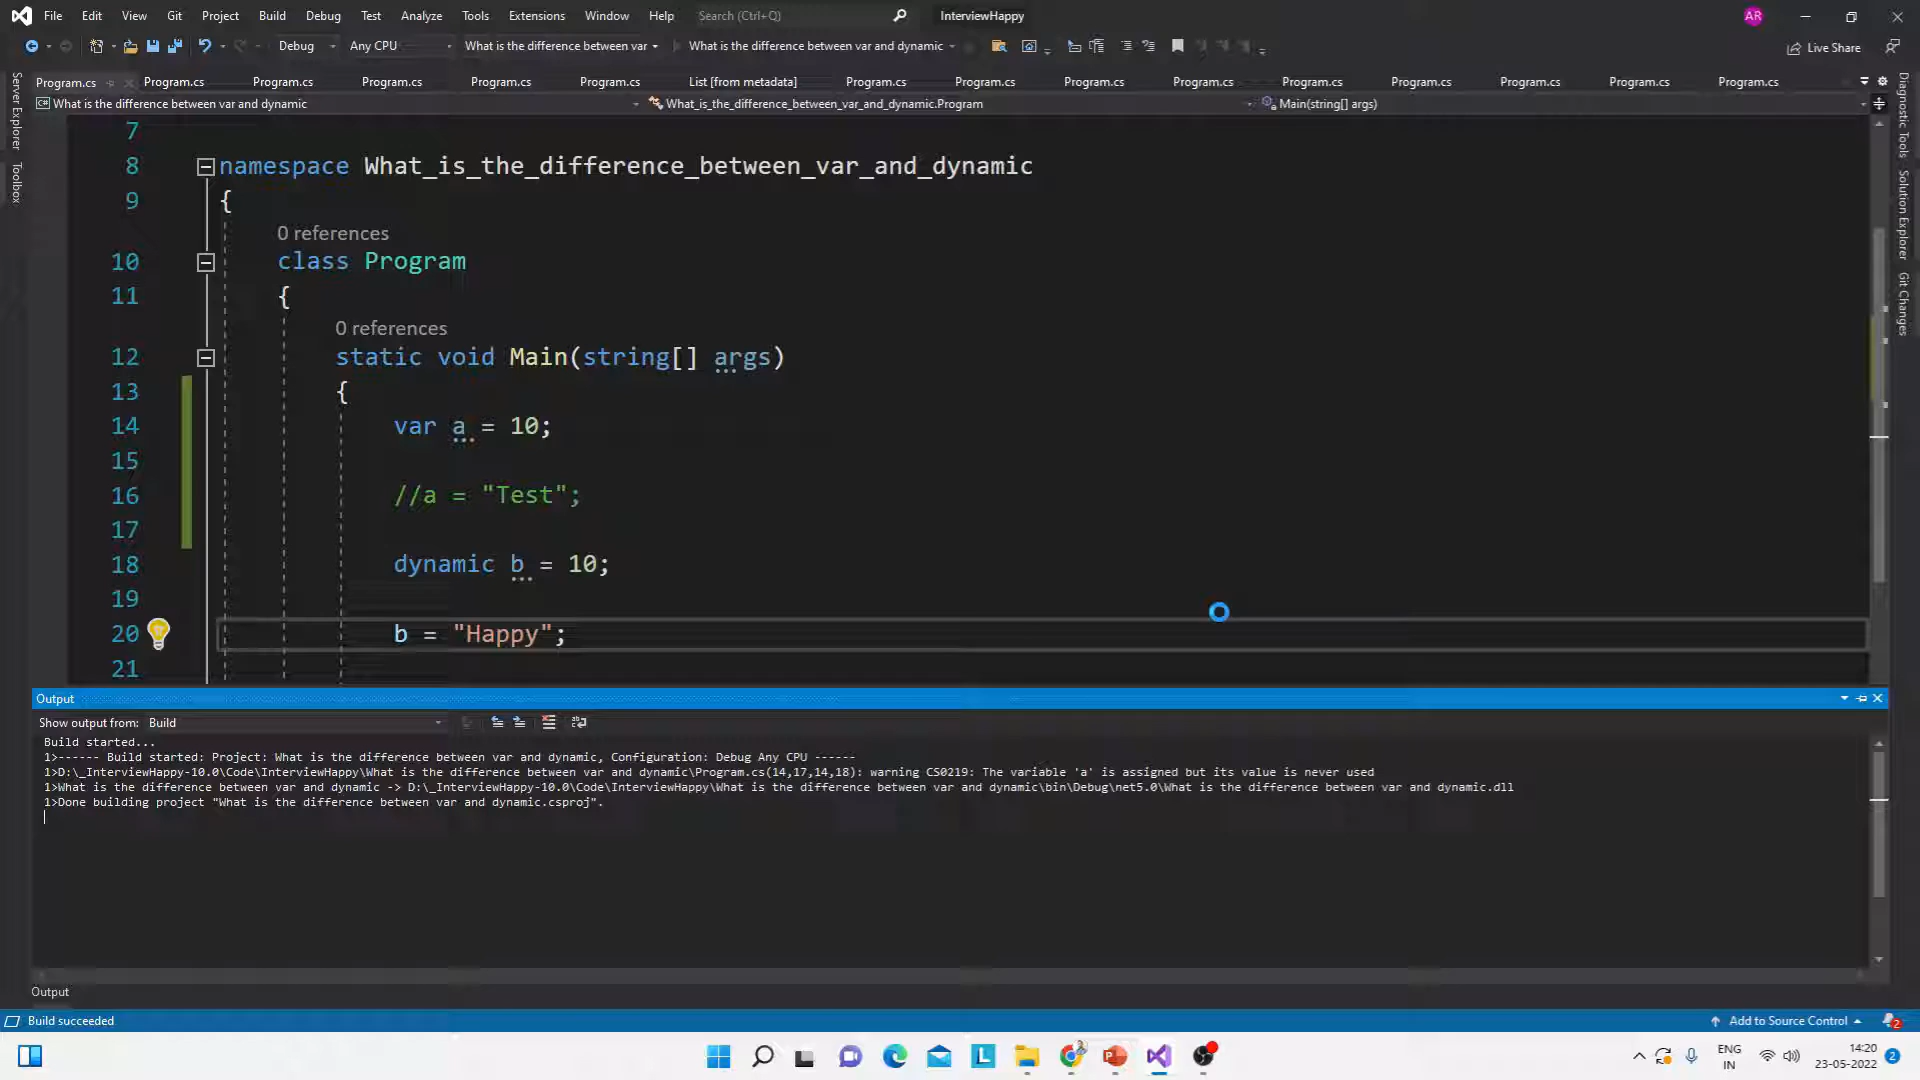 File Edit View Git Project Build Debug Test Analyze Tools Extensions Window Help Search (Ctrl+Q) InterviewHappy AR
Debug Any CPU What is the difference between var What is the difference between var and dynamic Live Share
Program.cs Program.cs Program.cs Program.cs Program.cs Program.cs List [from metadata] Program.cs Program.cs Program.cs Program.cs Program.cs Program.cs Program.cs Program.cs Program.cs
What is the difference between var and dynamic What_is_the_difference_between_var_and_dynamic.Program Main(string[] args)
Server Explorer
Toolbox
Diagnostic Tools
Solution Explorer
Git Changes
7
8 namespace What_is_the_difference_between_var_and_dynamic
9 {
0 references
10 class Program
11 {
0 references
12 static void Main(string[] args)
13 {
14 var a = 10;
15
16 //a = "Test";
17
18 dynamic b = 10;
19
20 b = "Happy";
21
Output
Show output from: Build
Build started...
1>------ Build started: Project: What is the difference between var and dynamic, Configuration: Debug Any CPU ------
1>D:\_InterviewHappy-10.0\Code\InterviewHappy\What is the difference between var and dynamic\Program.cs(14,17,14,18): warning CS0219: The variable 'a' is assigned but its value is never used
1>What is the difference between var and dynamic -> D:\_InterviewHappy-10.0\Code\InterviewHappy\What is the difference between var and dynamic\bin\Debug\net5.0\What is the difference between var and dynamic.dll
1>Done building project "What is the difference between var and dynamic.csproj".
Output
Build succeeded Add to Source Control 2
L P ENG 14:20
IN 23-05-2022 2